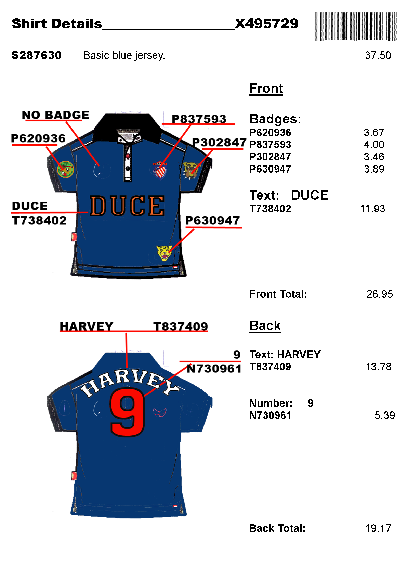 Shirt Details________________X495729
S287630 Basic blue jersey. 37.50
Front
NO BADGE
P837593
P620936
P302847
Badges:
P620936 3.67
P837593 4.00
P302847 3.46
P630947 3.89
DUCE
DUCE
T738402
P630947
Text: DUCE
T738402 11.93
Front Total: 26.95
HARVEY T837409
Back
9
N730961
Text: HARVEY
T837409 13.78
HARVEY
9
Number: 9
N730961 5.39
Back Total: 19.17